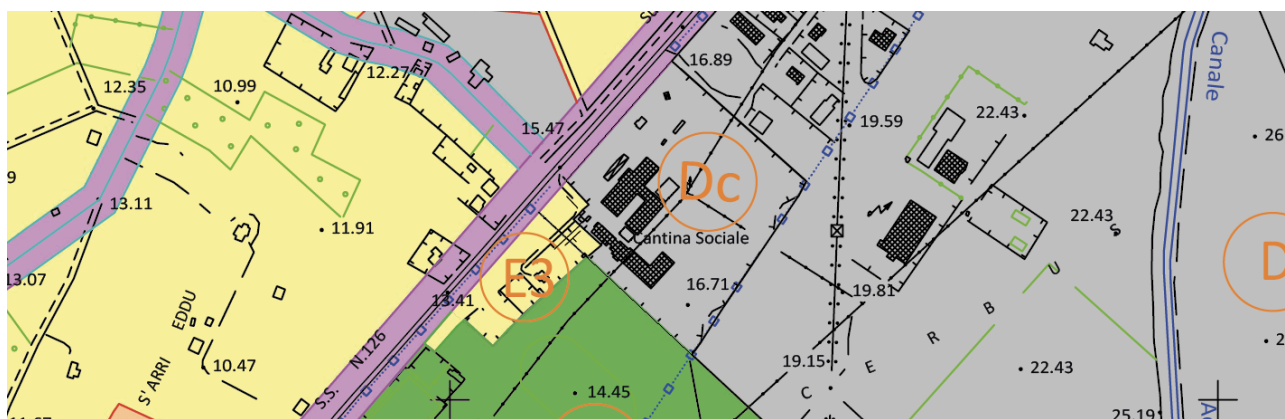 Canale
16.89
12.27
12.35
10.99
22.43
19.59
15.47
26
9
Dc
13.11
22.43
11.91
Cantina Sociale
D
13.07
E3
16.71
19.81
13.41
S' ARRI EDDU
S.S. N.126
C E R B U S
10.47
19.15
22.43
2
14.45
25.19
A